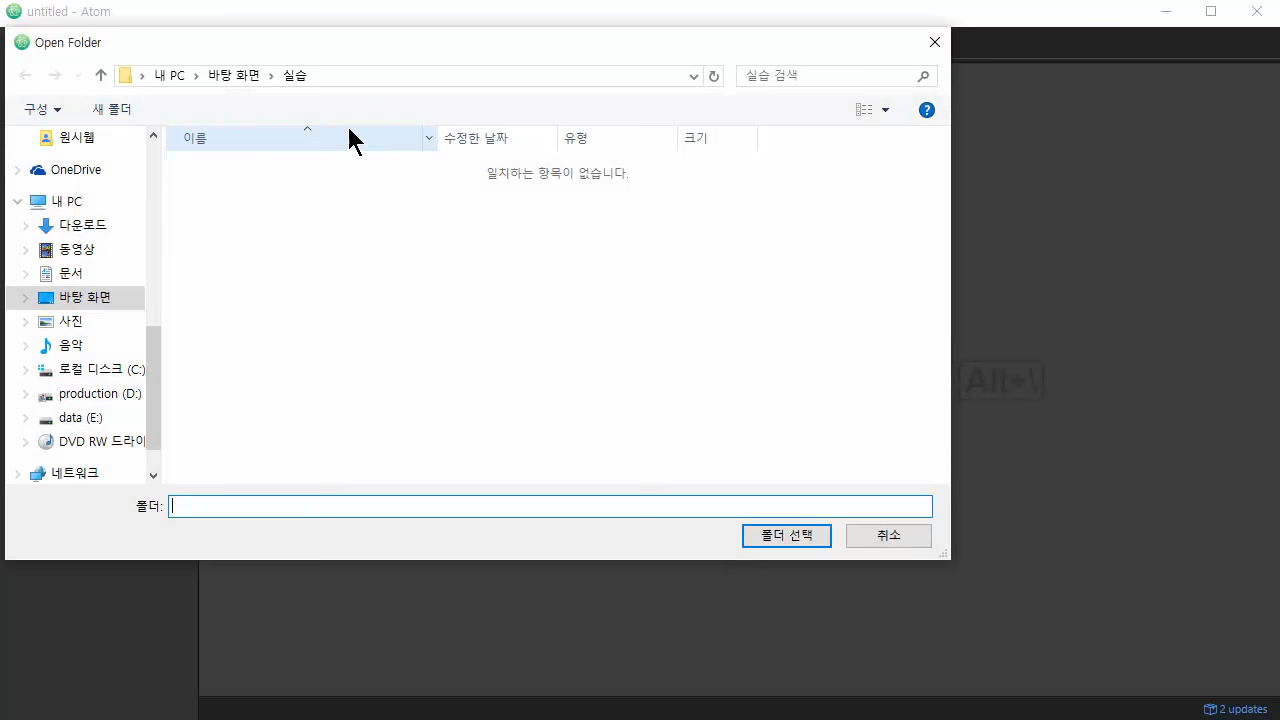 untitled - Atom
Open Folder
내 PC 바탕 화면 실습
실습 검색
구성 새 폴더
이름 수정한 날짜 유형 크기
일치하는 항목이 없습니다.
원시웹
OneDrive
내 PC
다운로드
동영상
문서
바탕 화면
사진
음악
로컬 디스크 (C:)
production (D:)
data (E:)
DVD RW 드라이
네트워크
Alt+\
폴더:
폴더 선택 취소
2 updates